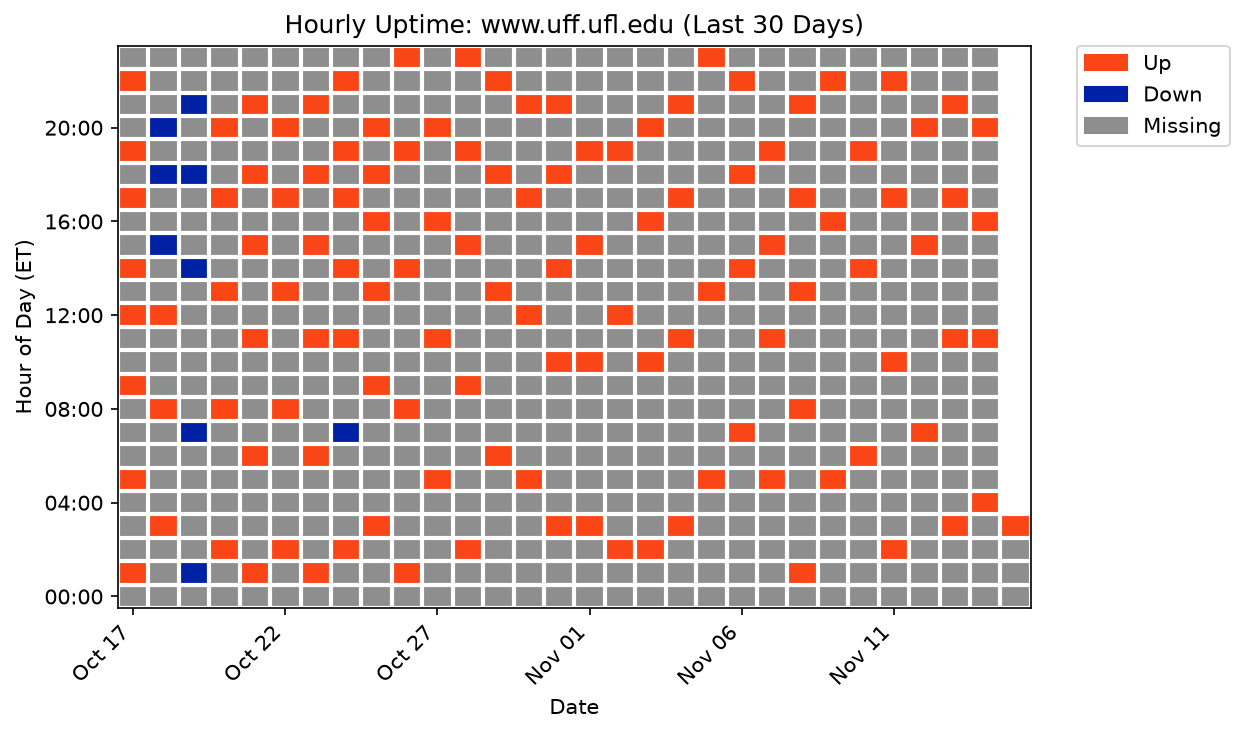 Hourly Uptime: www.uff.ufl.edu (Last 30 Days)
Up
Down
Missing
20:00
16:00
12:00
08:00
04:00
00:00
Hour of Day (ET)
Oct 17
Oct 22
Oct 27
Nov 01
Nov 06
Nov 11
Date